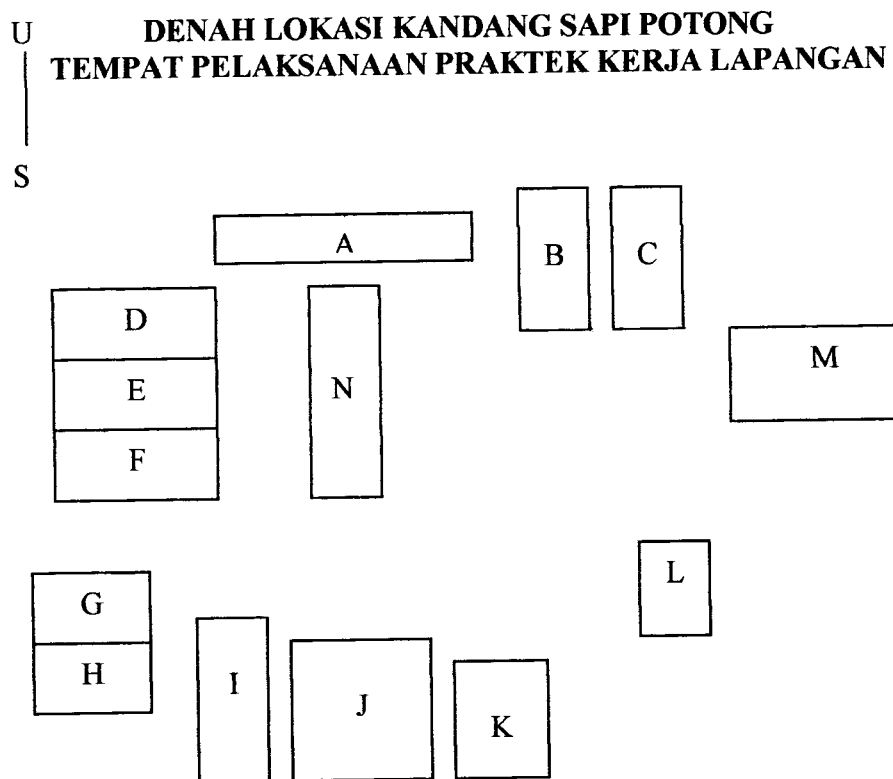 U
DENAH LOKASI KANDANG SAPI POTONG
TEMPAT PELAKSANAAN PRAKTEK KERJA LAPANGAN
S
A
B
C
D
E
F
N
M
G
H
I
J
K
L